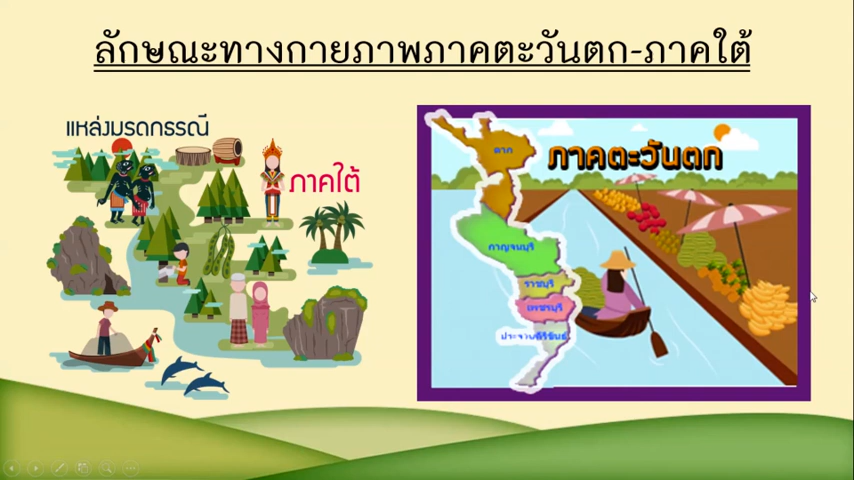 ลักษณะทางกายภาพภาคตะวันตก-ภาคใต้
แหล่งมรดกธรณี
ภาคใต้
ภาคตะวันตก
ตาก
กาญจนบุรี
ราชบุรี
เพชรบุรี
ประจวบคีรีขันธ์